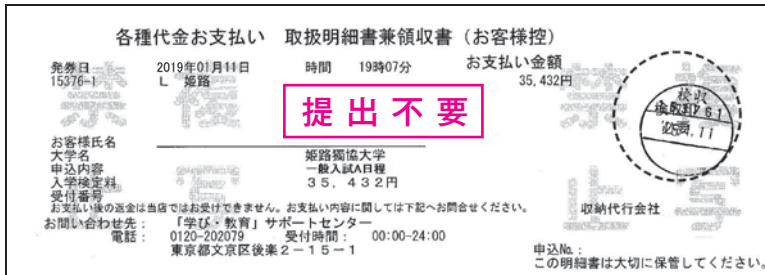 各種代金お支払い 取扱明細書兼領収書（お客様控）
発券日 2019年01月11日 時間 19時07分 お支払い金額
15376-1 L 姫路 35,432円
提出不要
お客様氏名
大学名 姫路獨協大学
申込内容 一般入試A日程
入学検定料 35,432円
受付番号
お支払い後の返金は当店ではお受けできません。お支払い内容に関しては下記へお問合せください。 収納代行会社
お問い合わせ先： 「学び・教育」サポートセンター
電話： 0120-202079 受付時間： 00:00-24:00
東京都文京区後楽2-15-1 申込No.：
この明細書は大切に保管してください。